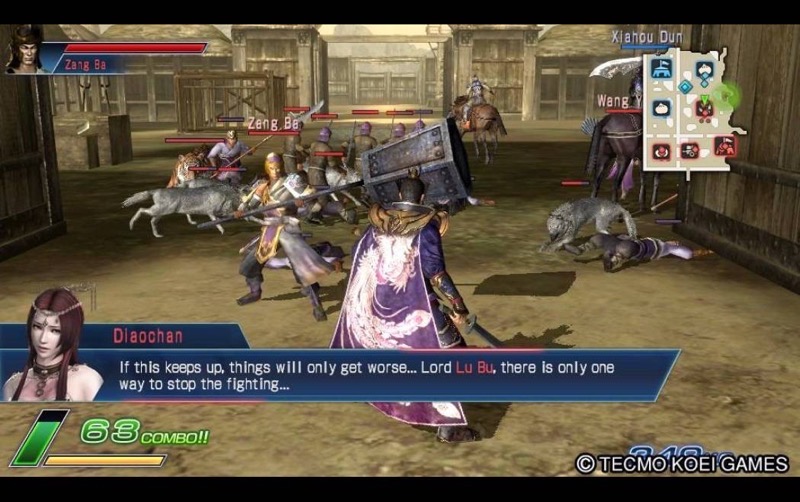 Xiahou Dun
Zang Ba
Wang
Zang Ba
Diaochan
If this keeps up, things will only get worse... Lord Lu Bu, there is only one
way to stop the fighting...
63 COMBO!!
© TECMO KOEI GAMES